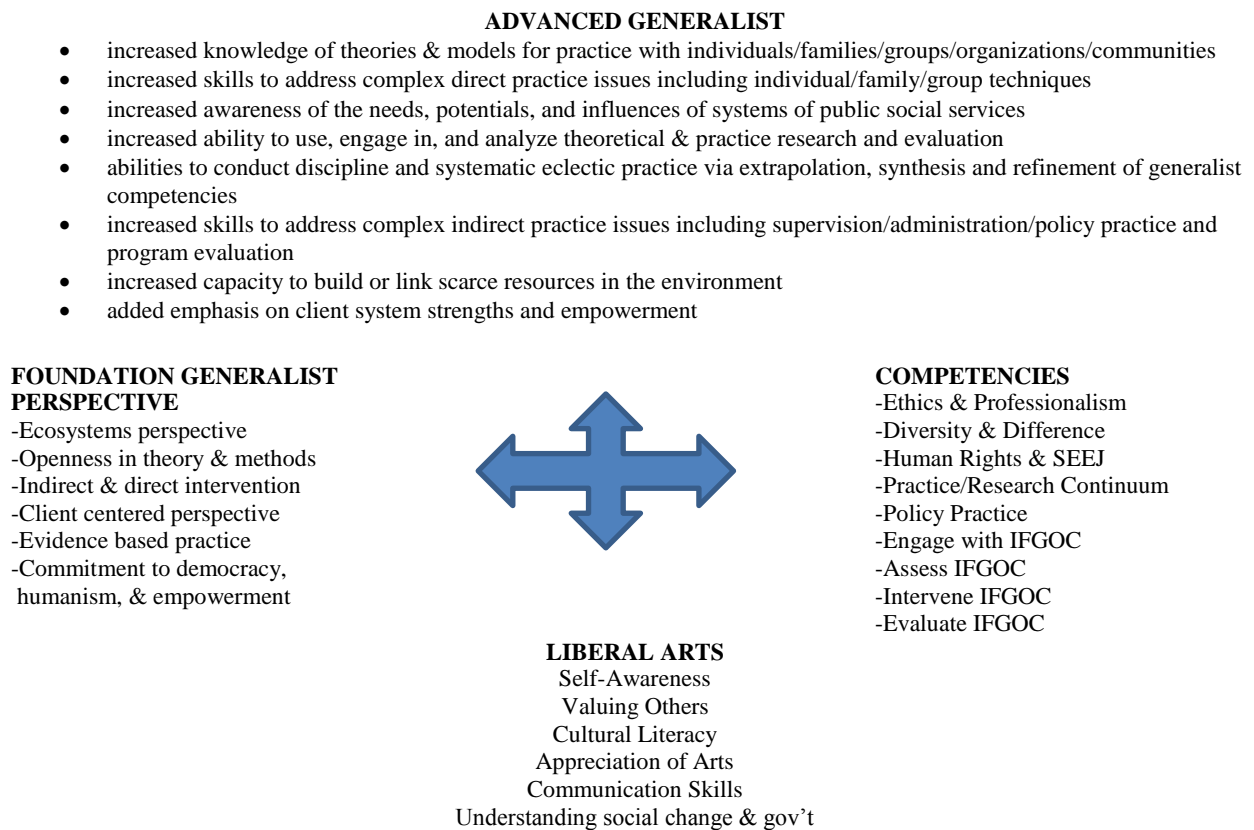 ADVANCED GENERALIST
• increased knowledge of theories & models for practice with individuals/families/groups/organizations/communities
• increased skills to address complex direct practice issues including individual/family/group techniques
• increased awareness of the needs, potentials, and influences of systems of public social services
• increased ability to use, engage in, and analyze theoretical & practice research and evaluation
• abilities to conduct discipline and systematic eclectic practice via extrapolation, synthesis and refinement of generalist
competencies
• increased skills to address complex indirect practice issues including supervision/administration/policy practice and
program evaluation
• increased capacity to build or link scarce resources in the environment
• added emphasis on client system strengths and empowerment
FOUNDATION GENERALIST
PERSPECTIVE
-Ecosystems perspective
-Openness in theory & methods
-Indirect & direct intervention
-Client centered perspective
-Evidence based practice
-Commitment to democracy,
humanism, & empowerment
COMPETENCIES
-Ethics & Professionalism
-Diversity & Difference
-Human Rights & SEEJ
-Practice/Research Continuum
-Policy Practice
-Engage with IFGOC
-Assess IFGOC
-Intervene IFGOC
-Evaluate IFGOC
LIBERAL ARTS
Self-Awareness
Valuing Others
Cultural Literacy
Appreciation of Arts
Communication Skills
Understanding social change & gov’t